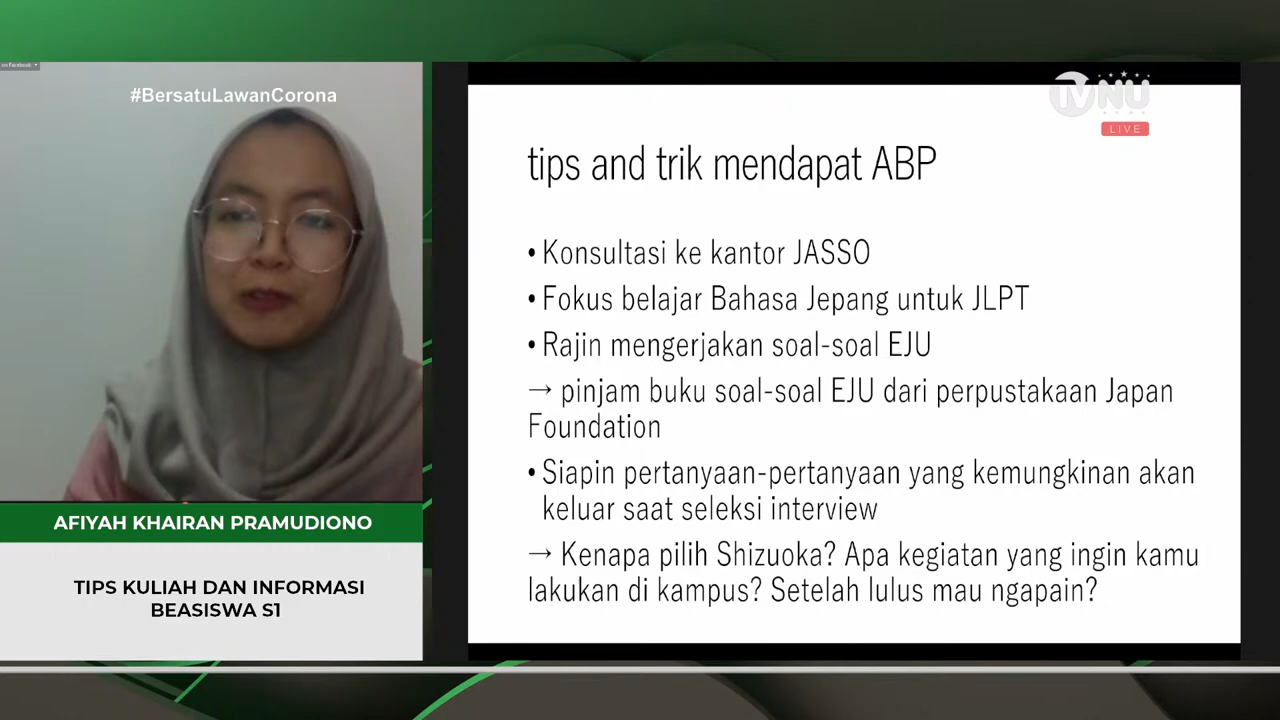 on Facebook
#BersatuLawanCorona
TVNU
LIVE
tips and trik mendapat ABP
• Konsultasi ke kantor JASSO
• Fokus belajar Bahasa Jepang untuk JLPT
• Rajin mengerjakan soal-soal EJU
→ pinjam buku soal-soal EJU dari perpustakaan Japan
Foundation
• Siapin pertanyaan-pertanyaan yang kemungkinan akan
keluar saat seleksi interview
→ Kenapa pilih Shizuoka? Apa kegiatan yang ingin kamu
lakukan di kampus? Setelah lulus mau ngapain?
AFIYAH KHAIRAN PRAMUDIONO
TIPS KULIAH DAN INFORMASI
BEASISWA S1